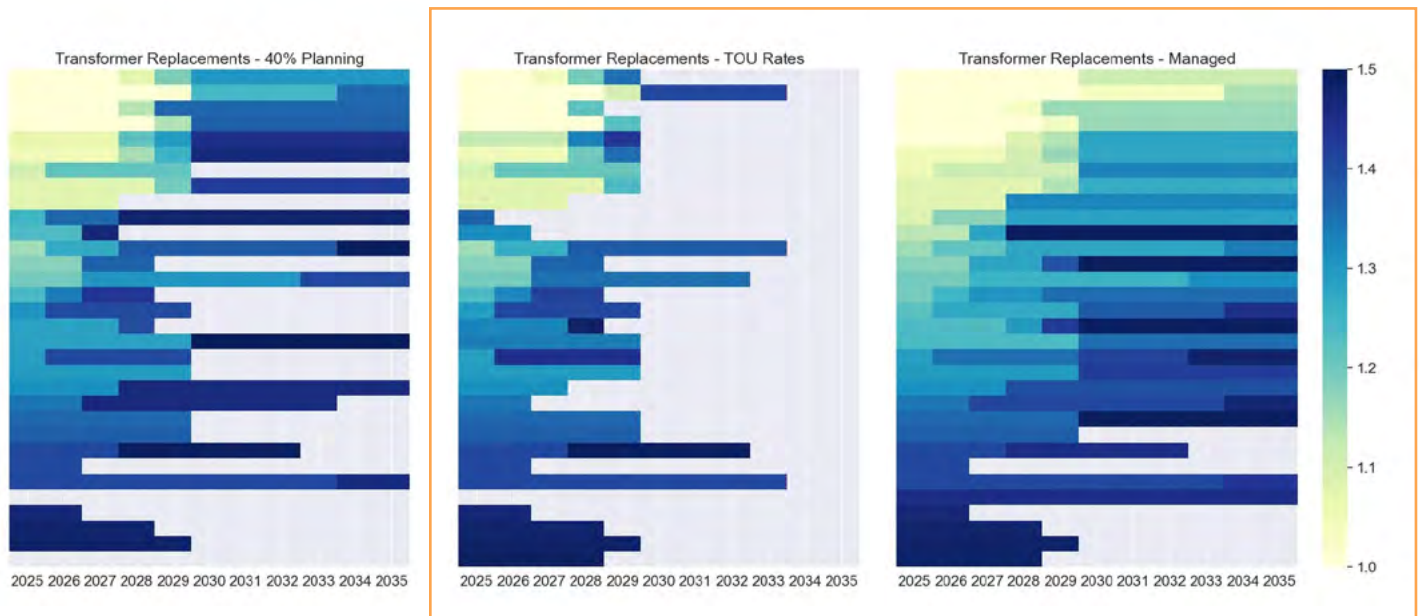 Transformer Replacements - 40% Planning
2025 2026 2027 2028 2029 2030 2031 2032 2033 2034 2035
Transformer Replacements - TOU Rates
2025 2026 2027 2028 2029 2030 2031 2032 2033 2034 2035
Transformer Replacements - Managed
2025 2026 2027 2028 2029 2030 2031 2032 2033 2034 2035
1.5
1.4
1.3
1.2
1.1
1.0